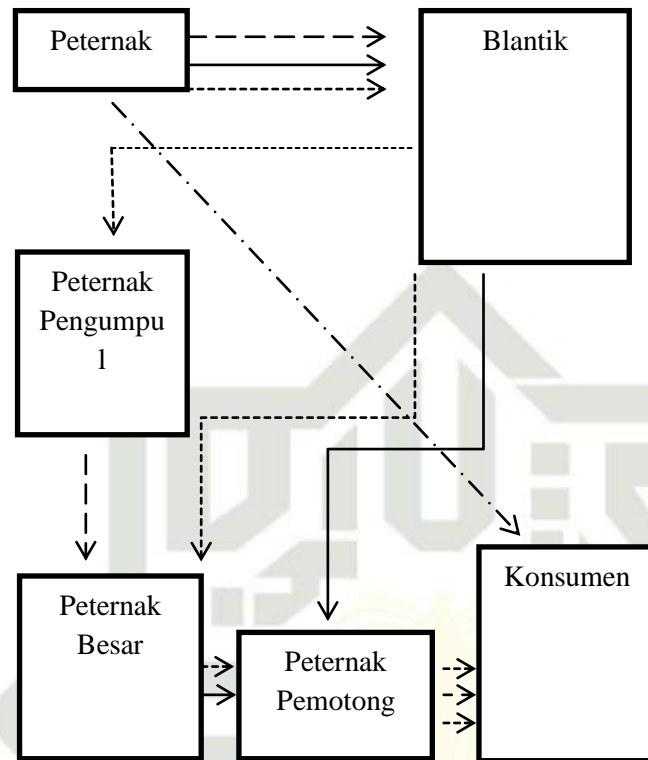 Peternak
Blantik
Peternak
Pengumpu
l
Peternak
Besar
Peternak
Pemotong
Konsumen